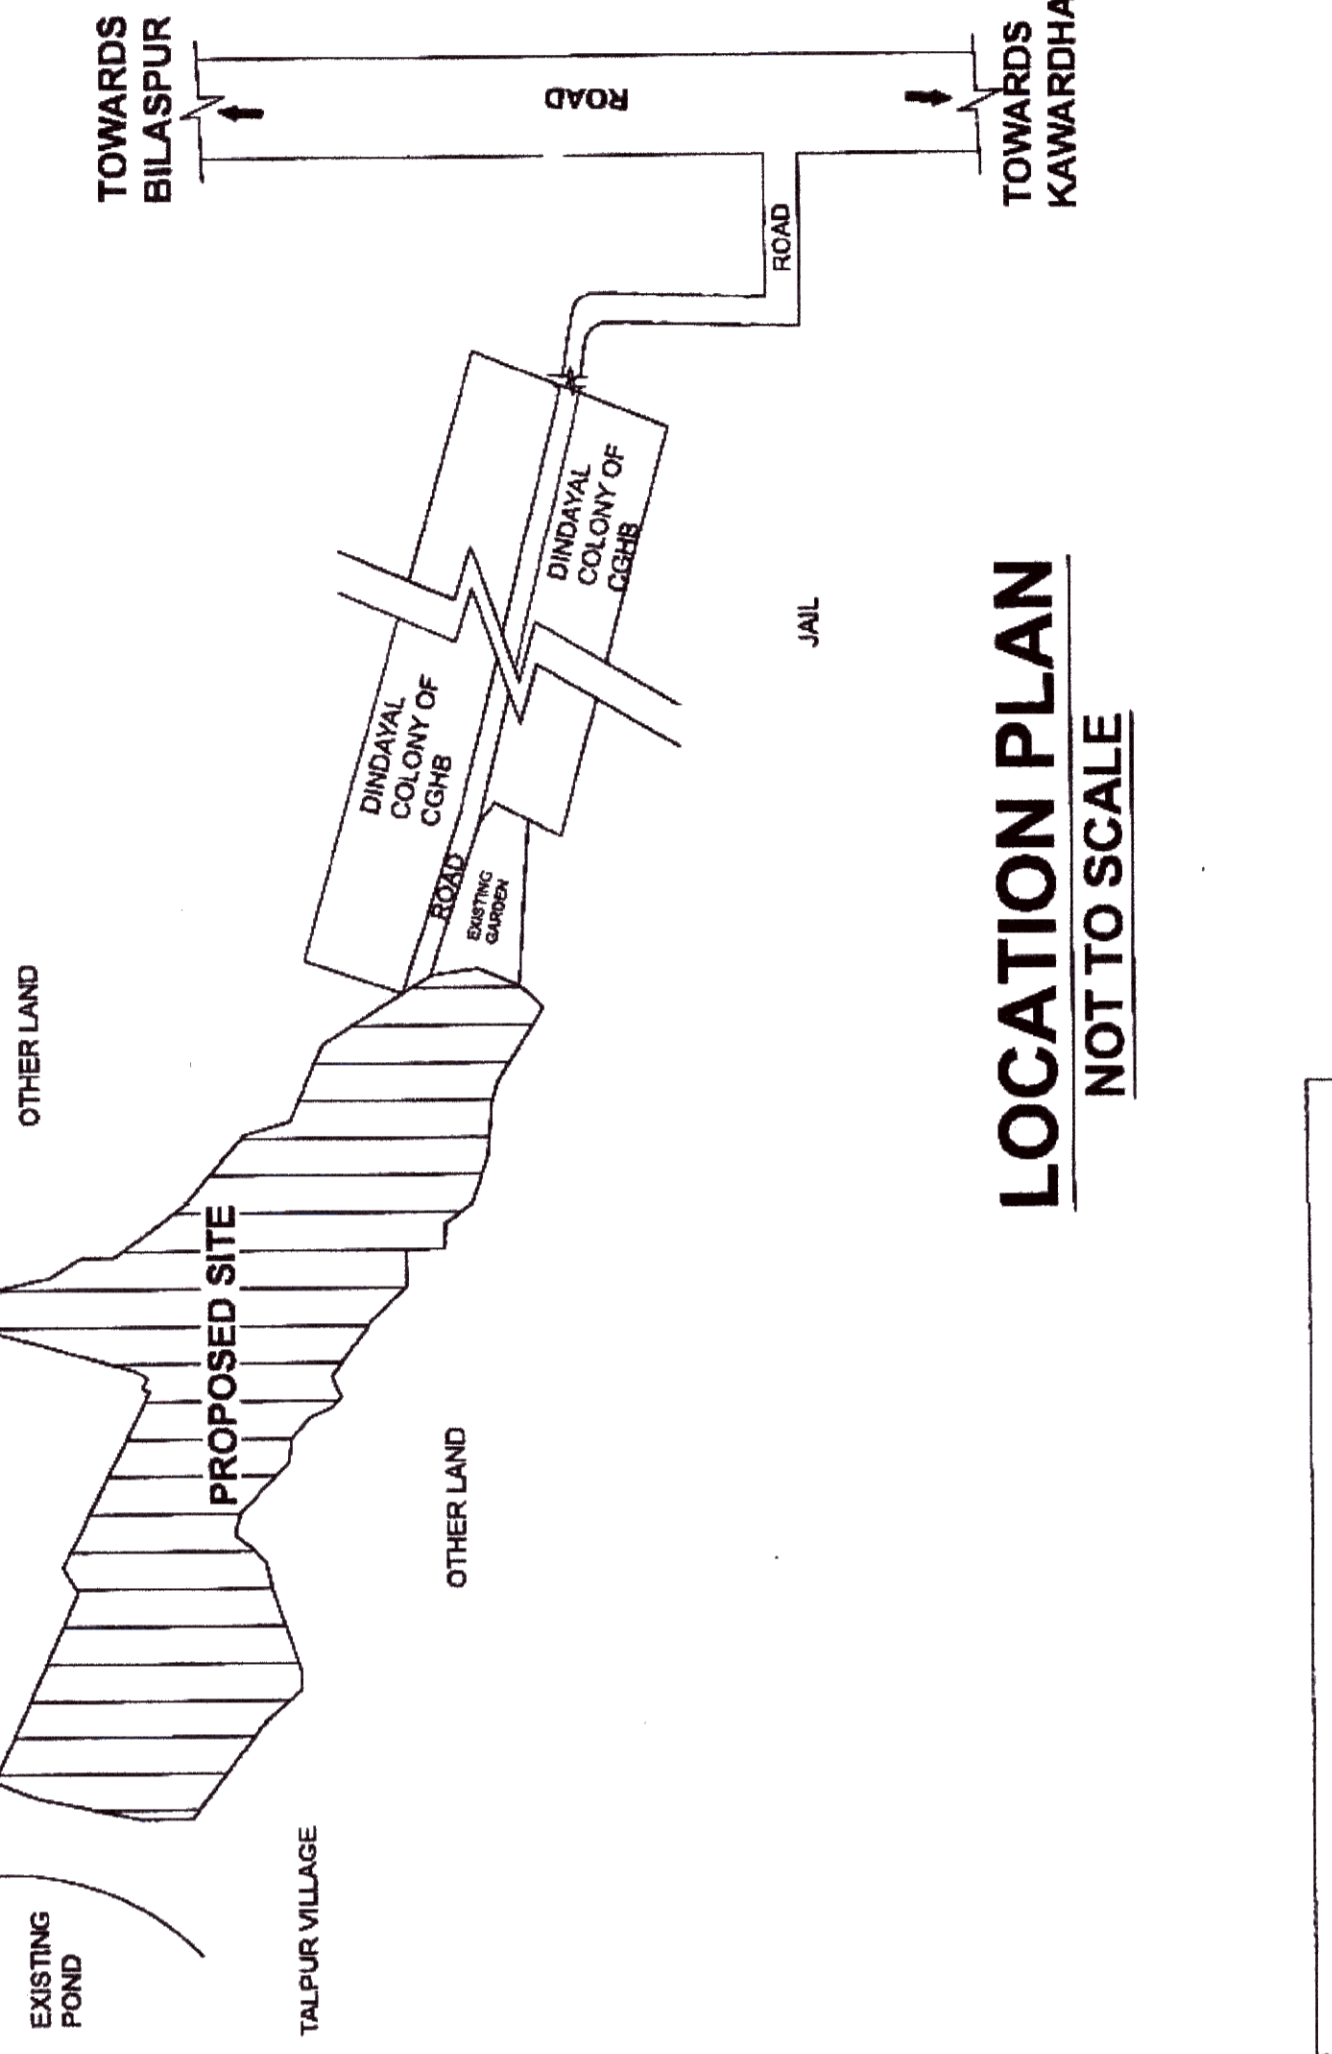 TOWARDS
BILASPUR
ROAD
TOWARDS
KAWARDHA
ROAD
DINDAYAL
COLONY OF
CGHB
DINDAYAL
COLONY OF
CGHB
ROAD
EXISTING
GARDEN
JAIL
OTHER LAND
PROPOSED SITE
OTHER LAND
EXISTING
POND
TALPUR VILLAGE
LOCATION PLAN
NOT TO SCALE